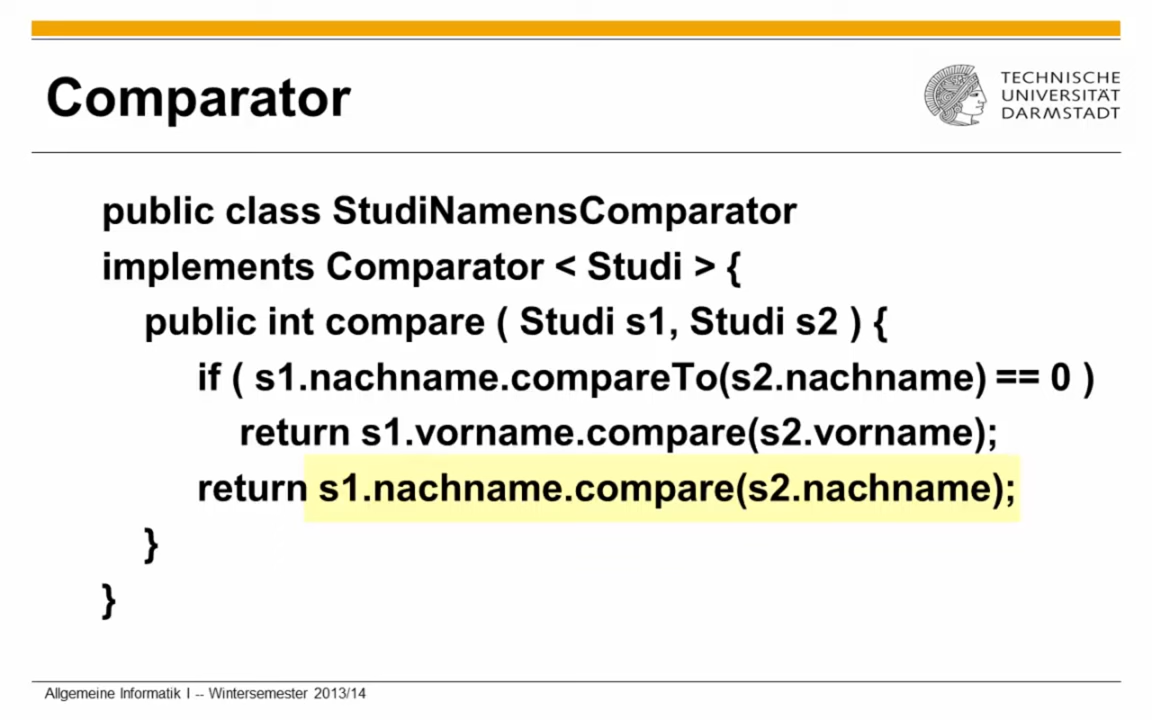 Comparator
TECHNISCHE
UNIVERSITÄT
DARMSTADT
public class StudiNamensComparator
implements Comparator < Studi > {
public int compare ( Studi s1, Studi s2 ) {
if ( s1.nachname.compareTo(s2.nachname) == 0 )
return s1.vorname.compare(s2.vorname);
return s1.nachname.compare(s2.nachname);
}
}
Allgemeine Informatik I -- Wintersemester 2013/14